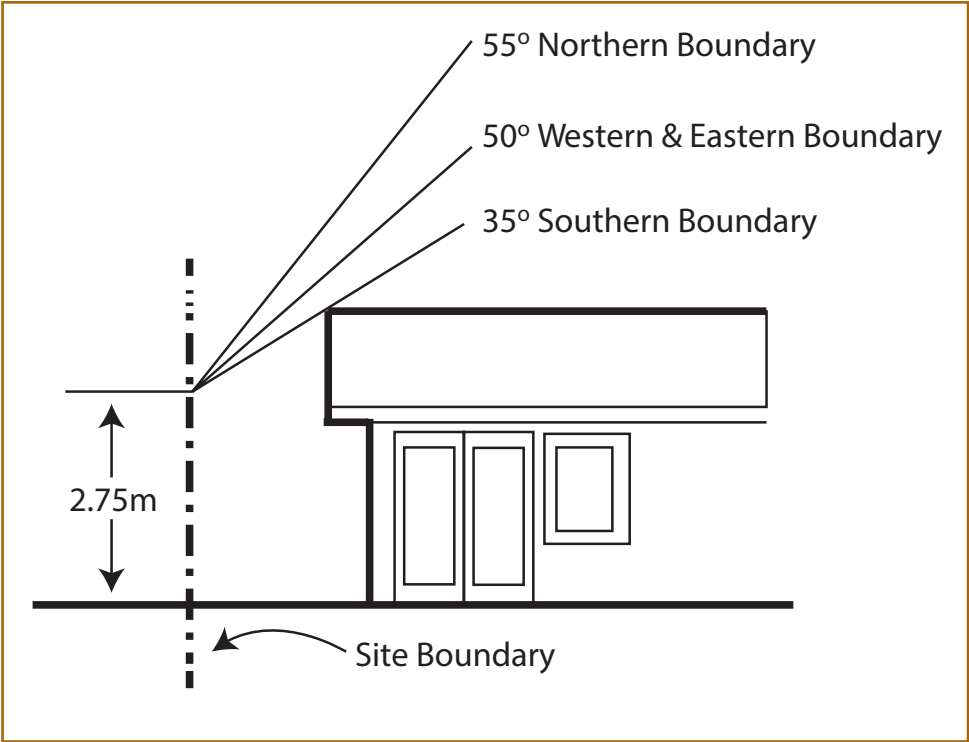 55º Northern Boundary
50º Western & Eastern Boundary
35º Southern Boundary
2.75m
Site Boundary